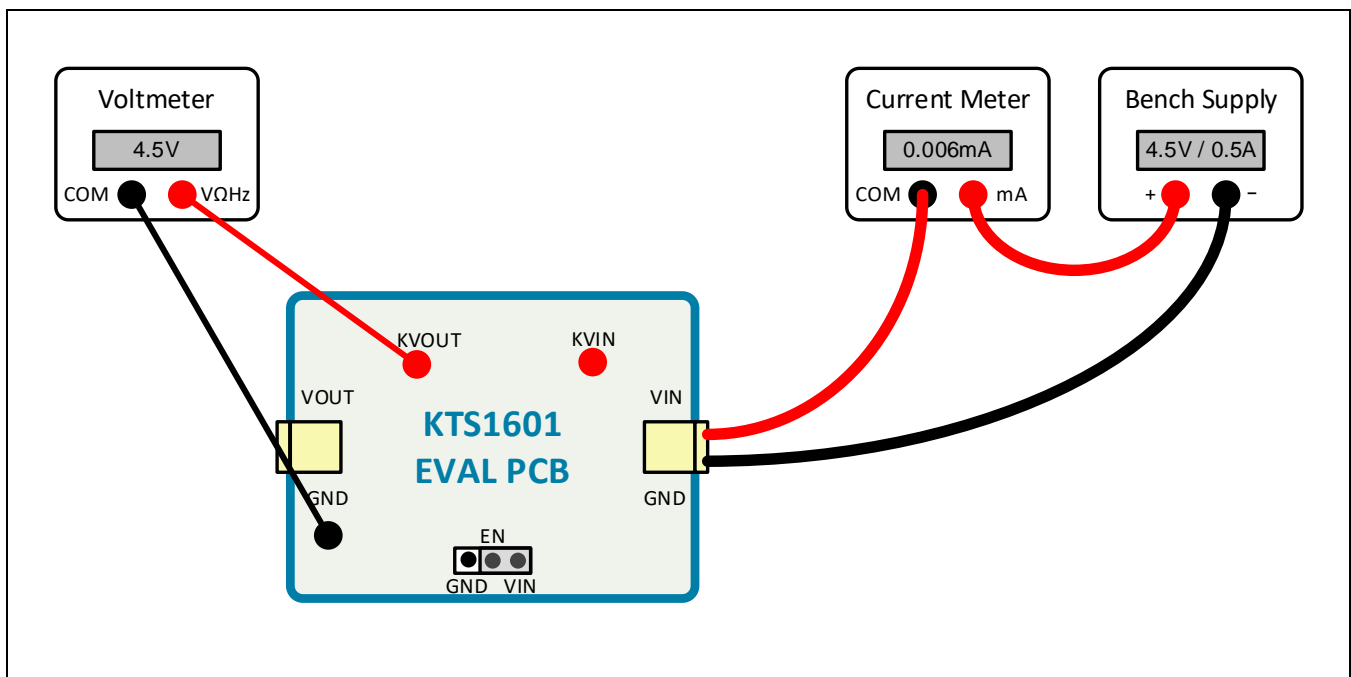 Voltmeter
4.5V
COM VΩHz
Current Meter
0.006mA
COM mA
Bench Supply
4.5V / 0.5A
+ −
KVOUT KVIN
VOUT VIN
KTS1601
EVAL PCB
GND GND
EN
GND VIN